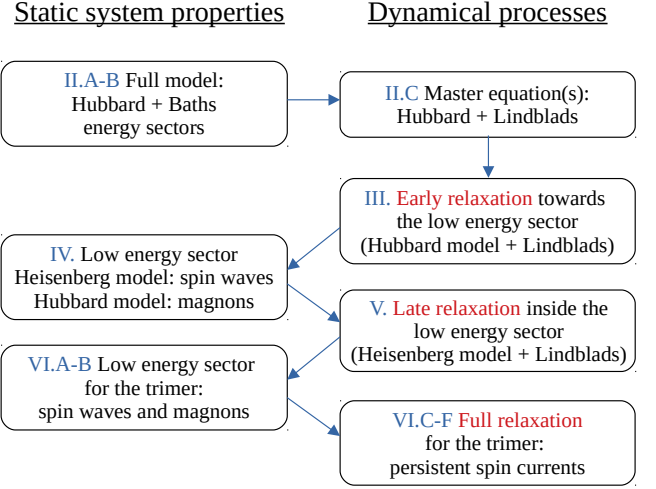 Static system properties
Dynamical processes
II.A-B Full model:
Hubbard + Baths
energy sectors
II.C Master equation(s):
Hubbard + Lindblads
III. Early relaxation towards
the low energy sector
(Hubbard model + Lindblads)
IV. Low energy sector
Heisenberg model: spin waves
Hubbard model: magnons
V. Late relaxation inside the
low energy sector
(Heisenberg model + Lindblads)
VI.A-B Low energy sector
for the trimer:
spin waves and magnons
VI.C-F Full relaxation
for the trimer:
persistent spin currents